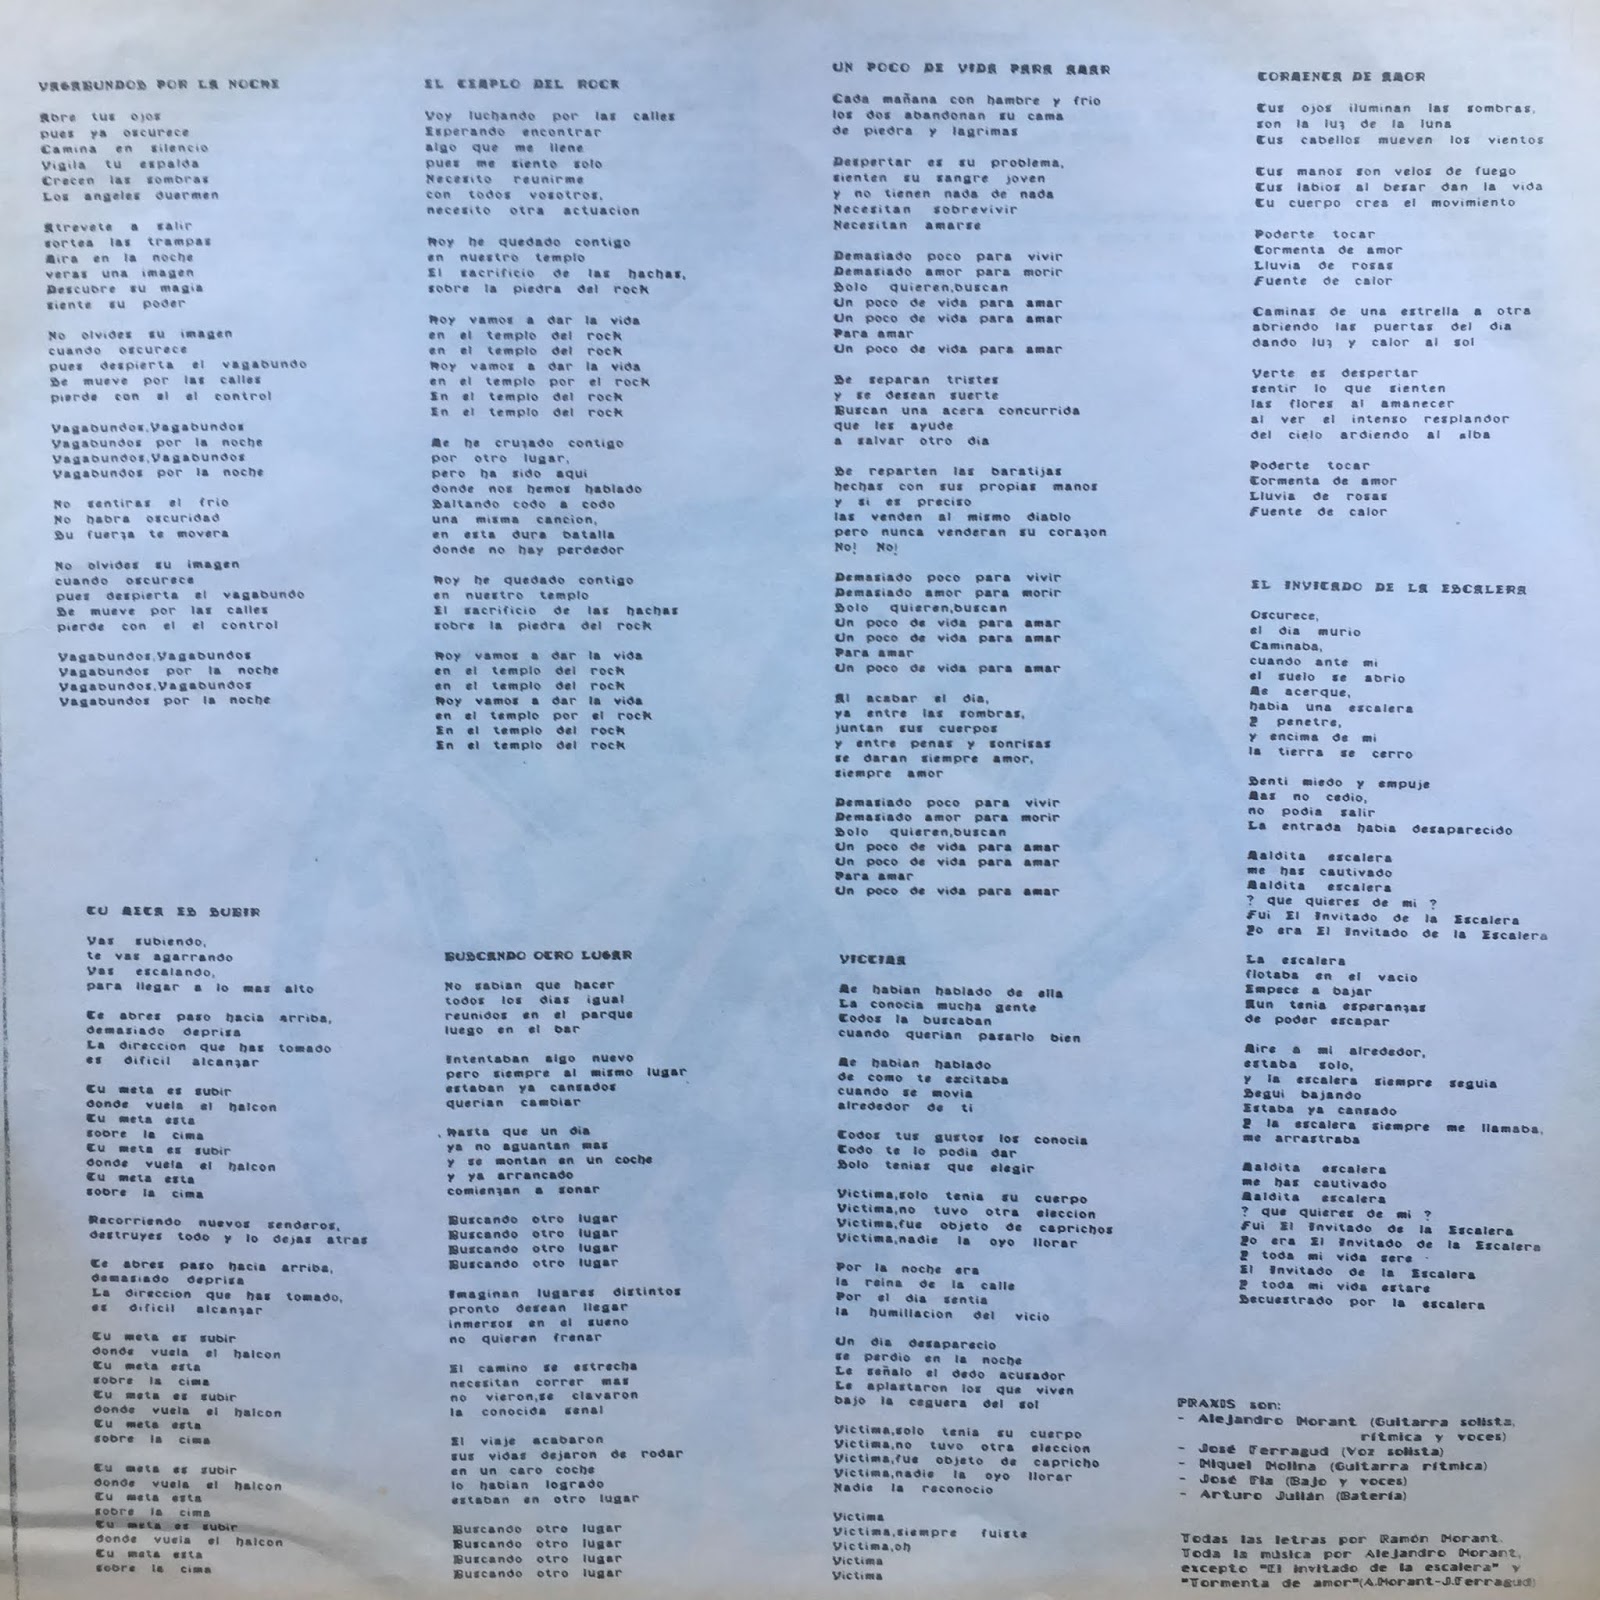 VAGABUNDOS POR LA NOCHE
Abre tus ojos
pues ya oscurece
Camina en silencio
Vigila tu espalda
Crecen las sombras
Los angeles duermen
Atrevete a salir
sortea las trampas
Mira en la noche
veras una imagen
Descubre su magia
siente su poder
No olvides su imagen
cuando oscurece
pues despierta el vagabundo
Se mueve por las calles
pierde con el el control
Vagabundos,Vagabundos
Vagabundos por la noche
Vagabundos,Vagabundos
Vagabundos por la noche
No sentiras el frio
No habra oscuridad
Su fuerza te movera
No olvides su imagen
cuando oscurece
pues despierta el vagabundo
Se mueve por las calles
pierde con el el control
Vagabundos,Vagabundos
Vagabundos por la noche
Vagabundos,Vagabundos
Vagabundos por la noche
TU META ES SUBIR
Vas subiendo,
te vas agarrando
Vas escalando,
para llegar a lo mas alto
Te abres paso hacia arriba,
demasiado deprisa
La direccion que has tomado
es dificil alcanzar
Tu meta es subir
donde vuela el halcon
Tu meta esta
sobre la cima
Tu meta es subir
donde vuela el halcon
Tu meta esta
sobre la cima
Recorriendo nuevos senderos,
destruyes todo y lo dejas atras
Te abres paso hacia arriba,
demasiado deprisa
La direccion que has tomado,
es dificil alcanzar
Tu meta es subir
donde vuela el halcon
Tu meta esta
sobre la cima
Tu meta es subir
donde vuela el halcon
Tu meta esta
sobre la cima
Tu meta es subir
donde vuela el halcon
Tu meta esta
sobre la cima
Tu meta es subir
donde vuela el halcon
Tu meta esta
sobre la cima
EL TEMPLO DEL ROCK
Voy luchando por las calles
Esperando encontrar
algo que me llene
pues me siento solo
Necesito reunirme
con todos vosotros,
necesito otra actuacion
Hoy he quedado contigo
en nuestro templo
El sacrificio de las hachas,
sobre la piedra del rock
Hoy vamos a dar la vida
en el templo del rock
en el templo del rock
Hoy vamos a dar la vida
en el templo por el rock
En el templo del rock
En el templo del rock
Me he cruzado contigo
por otro lugar,
pero ha sido aqui
donde nos hemos hablado
Saltando codo a codo
una misma cancion,
en esta dura batalla
donde no hay perdedor
Hoy he quedado contigo
en nuestro templo
El sacrificio de las hachas
sobre la piedra del rock
Hoy vamos a dar la vida
en el templo del rock
en el templo del rock
Hoy vamos a dar la vida
en el templo por el rock
En el templo del rock
En el templo del rock
BUSCANDO OTRO LUGAR
No sabian que hacer
todos los dias igual
reunidos en el parque
luego en el bar
Intentaban algo nuevo
pero siempre al mismo lugar
estaban ya cansados
querian cambiar
Hasta que un dia
ya no aguantan mas
y se montan en un coche
y ya arrancado
comienzan a sonar
Buscando otro lugar
Buscando otro lugar
Buscando otro lugar
Buscando otro lugar
Imaginan lugares distintos
pronto desean llegar
inmersos en el sueno
no quieren frenar
El camino se estrecha
necesitan correr mas
no vieron,se clavaron
la conocida senal
El viaje acabaron
sus vidas dejaron de rodar
en un caro coche
lo habian logrado
estaban en otro lugar
Buscando otro lugar
Buscando otro lugar
Buscando otro lugar
Buscando otro lugar
UN POCO DE VIDA PARA AMAR
Cada mañana con hambre y frio
los dos abandonan su cama
de piedra y lagrimas
Despertar es su problema,
sienten su sangre joven
y no tienen nada de nada
Necesitan sobrevivir
Necesitan amarse
Demasiado poco para vivir
Demasiado amor para morir
Solo quieren,buscan
Un poco de vida para amar
Un poco de vida para amar
Para amar
Un poco de vida para amar
Se separan tristes
y se desean suerte
Buscan una acera concurrida
que les ayude
a salvar otro dia
Se reparten las baratijas
hechas con sus propias manos
y si es preciso
las venden al mismo diablo
pero nunca venderan su corazon
No! No!
Demasiado poco para vivir
Demasiado amor para morir
Solo quieren,buscan
Un poco de vida para amar
Un poco de vida para amar
Para amar
Un poco de vida para amar
Al acabar el dia,
ya entre las sombras,
juntan sus cuerpos
y entre penas y sonrisas
se daran siempre amor,
siempre amor
Demasiado poco para vivir
Demasiado amor para morir
Solo quieren,buscan
Un poco de vida para amar
Un poco de vida para amar
Para amar
Un poco de vida para amar
VICTIMA
Me habian hablado de ella
La conocia mucha gente
Todos la buscaban
cuando querian pasarlo bien
Me habian hablado
de como te excitaba
cuando se movia
alrededor de ti
Todos tus gustos los conocia
Todo te lo podia dar
Solo tenias que elegir
Victima,solo tenia su cuerpo
Victima,no tuvo otra eleccion
Victima,fue objeto de caprichos
Victima,nadie la oyo llorar
Por la noche era
la reina de la calle
Por el dia sentia
la humillacion del vicio
Un dia desaparecio
se perdio en la noche
Le señalo el dedo acusador
Le aplastaron los que viven
bajo la ceguera del sol
Victima,solo tenia su cuerpo
Victima,no tuvo otra eleccion
Victima,fue objeto de capricho
Victima,nadie la oyo llorar
Nadie la reconocio
Victima
Victima,siempre fuiste
Victima,oh
Victima
Victima
TORMENTA DE AMOR
Tus ojos iluminan las sombras,
son la luz de la luna
Tus cabellos mueven los vientos
Tus manos son velos de fuego
Tus labios al besar dan la vida
Tu cuerpo crea el movimiento
Poderte tocar
Tormenta de amor
Lluvia de rosas
Fuente de calor
Caminas de una estrella a otra
abriendo las puertas del dia
dando luz y calor al sol
Verte es despertar
sentir lo que sienten
las flores al amanecer
al ver el intenso resplandor
del cielo ardiendo al alba
Poderte tocar
Tormenta de amor
Lluvia de rosas
Fuente de calor
EL INVITADO DE LA ESCALERA
Oscurece,
el dia murio
Caminaba,
cuando ante mi
el suelo se abrio
Me acerque,
habia una escalera
Y penetre,
y encima de mi
la tierra se cerro
Senti miedo y empuje
Mas no cedio,
no podia salir
La entrada habia desaparecido
Maldita escalera
me has cautivado
Maldita escalera
? que quieres de mi ?
Fui El Invitado de la Escalera
Yo era El Invitado de la Escalera
La escalera
flotaba en el vacio
Empece a bajar
Aun tenia esperanzas
de poder escapar
Mire a mi alrededor,
estaba solo,
y la escalera siempre seguia
Segui bajando
Estaba ya cansado
Y la escalera siempre me llamaba,
me arrastraba
Maldita escalera
me has cautivado
Maldita escalera
? que quieres de mi ?
Fui El Invitado de la Escalera
Yo era El Invitado de la Escalera
Y toda mi vida sere
El Invitado de la Escalera
Y toda mi vida estare
Secuestrado por la escalera
PRAXIS son:
- Alejandro Morant (Guitarra solista,
rítmica y voces)
- José Ferragud (Voz solista)
- Miquel Molina (Guitarra rítmica)
- José Pla (Bajo y voces)
- Arturo Julián (Batería)
Todas las letras por Ramón Morant.
Toda la música por Alejandro Morant,
excepto "El invitado de la escalera" y
"Tormenta de amor"(A.Morant-J.Ferragud)